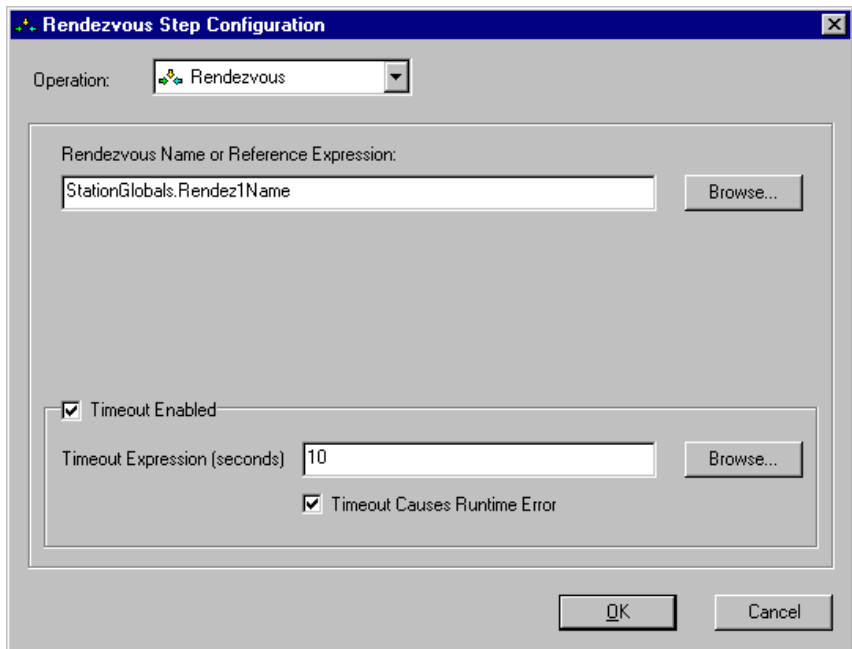 Rendezvous Step Configuration
Operation: Rendezvous
Rendezvous Name or Reference Expression:
StationGlobals.Rendez1Name Browse...
Timeout Enabled
Timeout Expression (seconds) 10 Browse...
Timeout Causes Runtime Error
OK Cancel